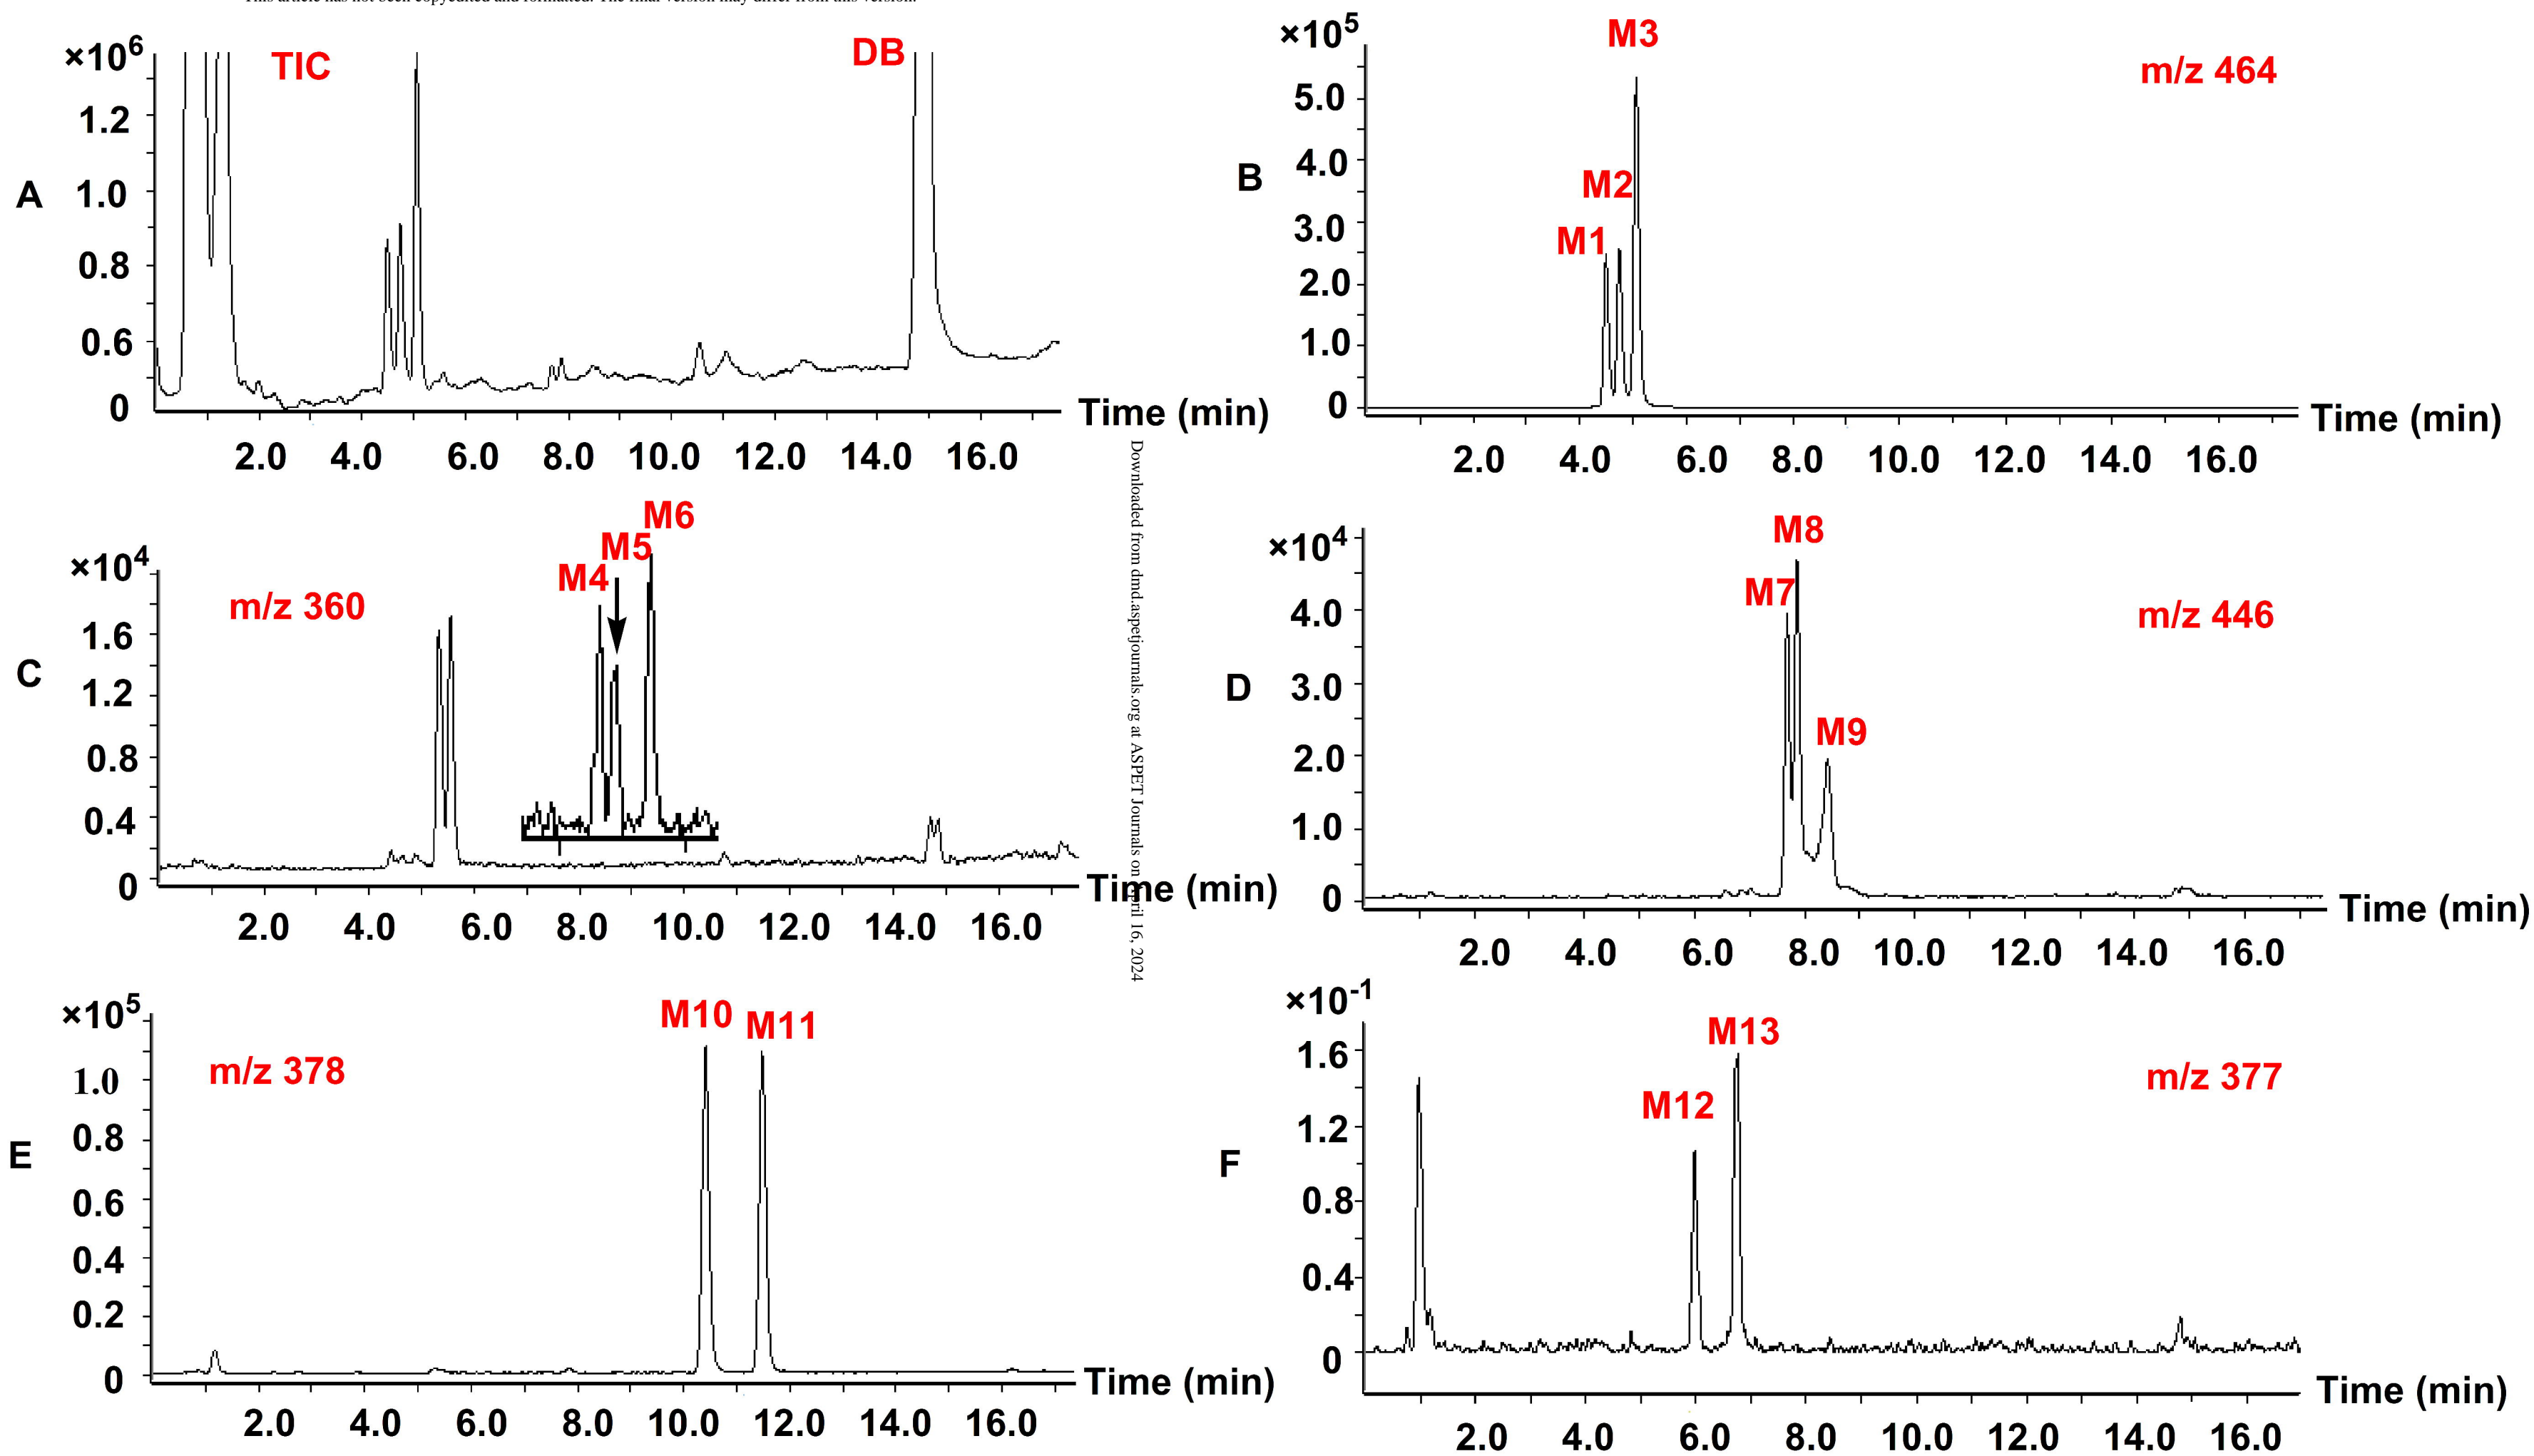 This article has not been copyedited and formatted. The final version may differ from this version.
A
×10⁶
TIC
DB
1.2
1.0
0.8
0.6
0
Time (min)
2.0 4.0 6.0 8.0 10.0 12.0 14.0 16.0
B
×10⁵
M3
m/z 464
M2
M1
5.0
4.0
3.0
2.0
1.0
0
Time (min)
2.0 4.0 6.0 8.0 10.0 12.0 14.0 16.0
C
×10⁴
m/z 360
M4
M5
M6
1.6
1.2
0.8
0.4
0
Time (min)
2.0 4.0 6.0 8.0 10.0 12.0 14.0 16.0
Downloaded from dmd.aspetjournals.org at ASPET Journals on April 16, 2024
D
×10⁴
M8
M7
M9
m/z 446
4.0
3.0
2.0
1.0
0
Time (min)
2.0 4.0 6.0 8.0 10.0 12.0 14.0 16.0
E
×10⁵
M10 M11
m/z 378
1.0
0.8
0.6
0.4
0.2
0
Time (min)
2.0 4.0 6.0 8.0 10.0 12.0 14.0 16.0
F
×10⁻¹
M13
M12
m/z 377
1.6
1.2
0.8
0.4
0
Time (min)
2.0 4.0 6.0 8.0 10.0 12.0 14.0 16.0